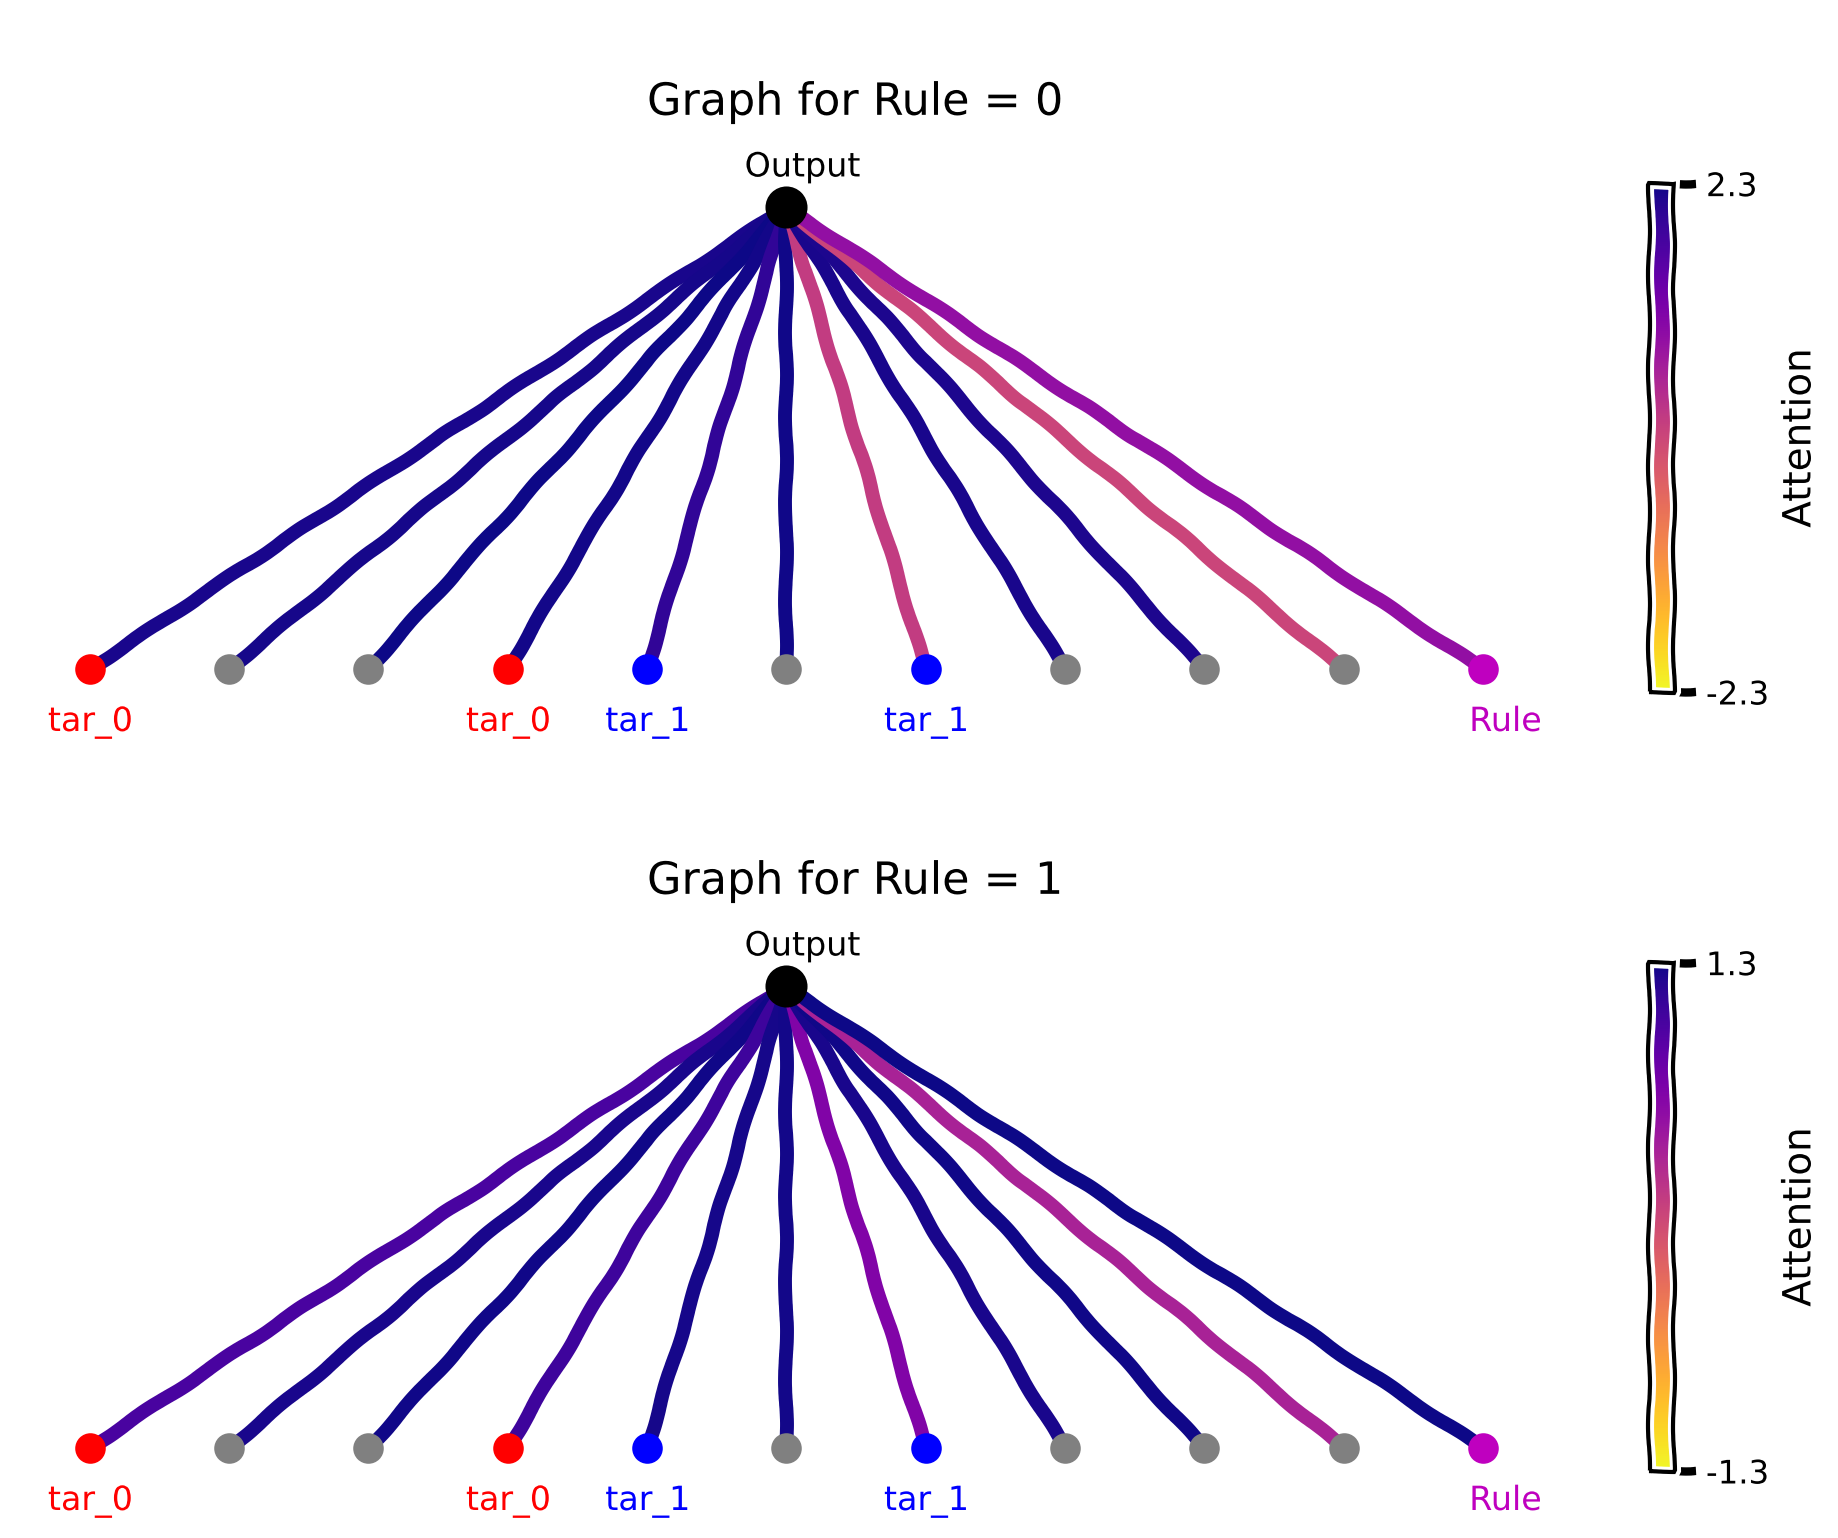 Graph for Rule = 0
Output
2.3
Attention
-2.3
tar_0
tar_0
tar_1
tar_1
Rule
Graph for Rule = 1
Output
1.3
Attention
-1.3
tar_0
tar_0
tar_1
tar_1
Rule